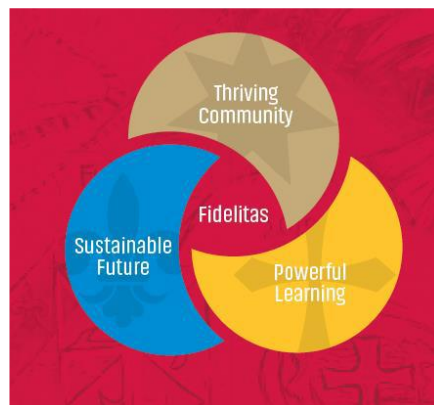 Thriving
Community
Fidelitas
Sustainable
Future
Powerful
Learning